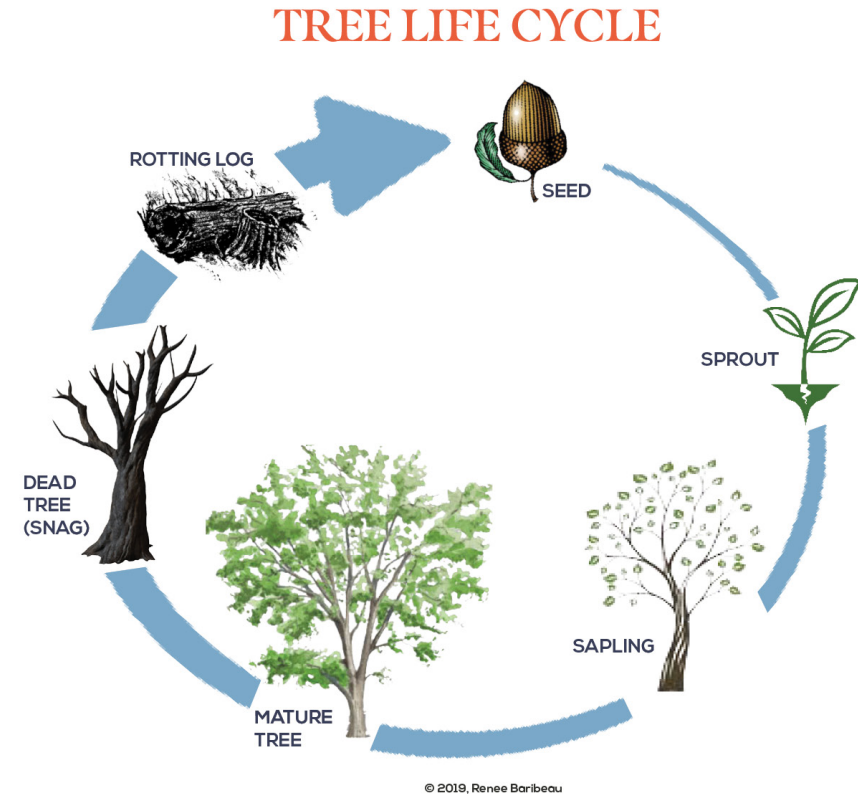 TREE LIFE CYCLE
ROTTING LOG
SEED
SPROUT
DEAD
TREE
(SNAG)
SAPLING
MATURE
TREE
© 2019, Renee Baribeau